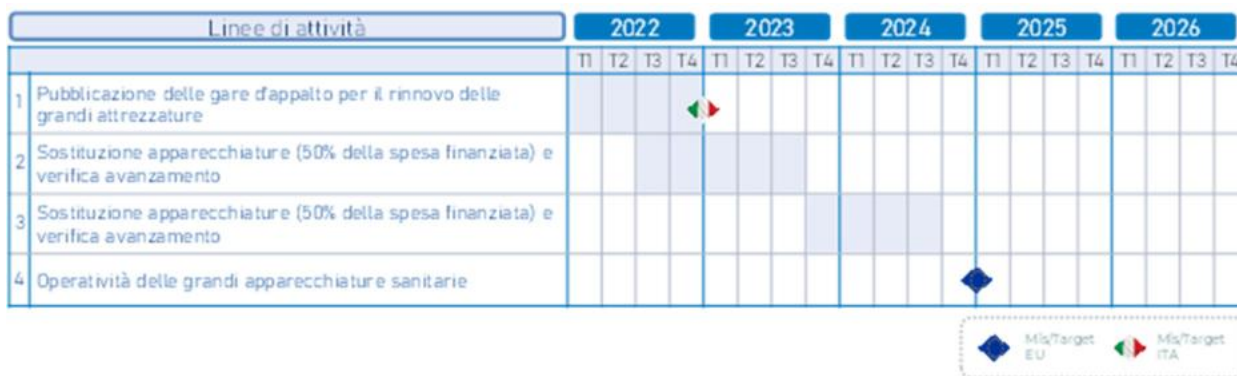 Linee di attività 2022 2023 2024 2025 2026
T1 T2 T3 T4 T1 T2 T3 T4 T1 T2 T3 T4 T1 T2 T3 T4 T1 T2 T3 T4
1 Pubblicazione delle gare d'appalto per il rinnovo delle
grandi attrezzature
2 Sostituzione apparecchiature (50% della spesa finanziata) e
verifica avanzamento
3 Sostituzione apparecchiature (50% della spesa finanziata) e
verifica avanzamento
4 Operatività delle grandi apparecchiature sanitarie
Mis/Target
EU
Mis/Target
ITA